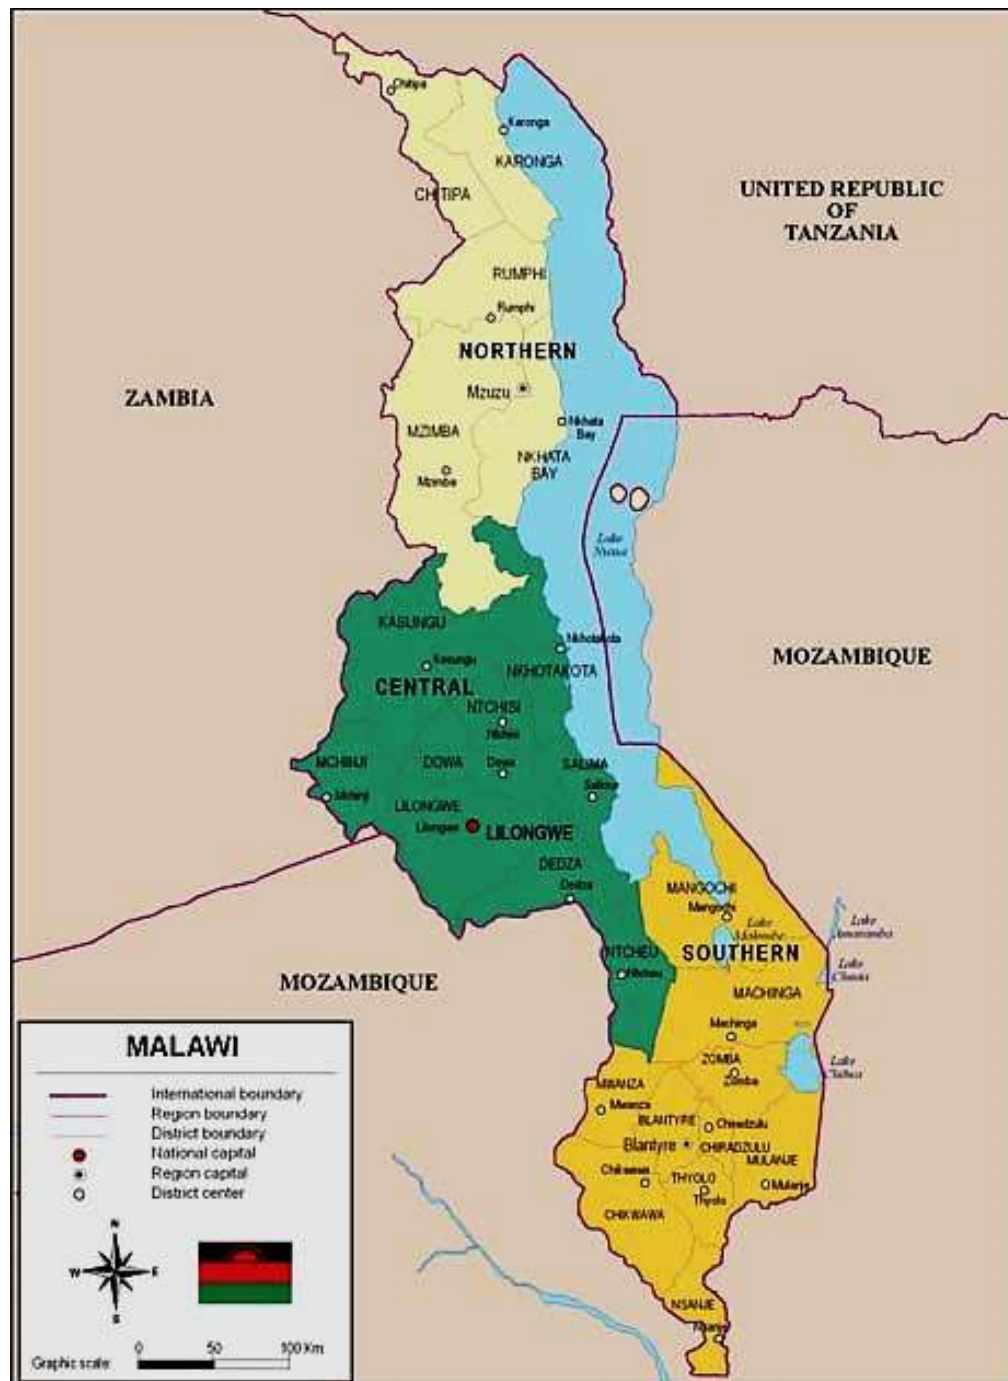 Chitipa
Karonga
KARONGA
CHITIPA
UNITED REPUBLIC
OF
TANZANIA
RUMPHI
Rumphi
NORTHERN
Mzuzu
ZAMBIA
Nkhata
Bay
MZIMBA
NKHATA
BAY
Mzimba
Lake
KASUNGU
Nkhotakota
Kasungu
NKHOTAKOTA
MOZAMBIQUE
CENTRAL
NTCHISI
Ntchisi
MCHINJI
DOWA
Dowa
SALIMA
Salima
Mchinji
LILONGWE
Lilongwe
LILONGWE
DEDZA
Dedza
MANGOCHI
Mangochi
Lake
Malombe
Lake
Amaramba
NTCHEU
Ntcheu
SOUTHERN
Lake
Chiuta
MOZAMBIQUE
MACHINGA
Machinga
ZOMBA
Zomba
Lake
MWANZA
Mwanza
BLANTYRE
Chiradzulu
Blantyre
CHIRADZULU
MULANJE
Chikwawa
THYOLO
Thyolo
Mulanje
CHIKWAWA
NSANJE
Nsanje
MALAWI
International boundary
Region boundary
District boundary
National capital
Region capital
District center
N
W E
S
0 50 100 Km
Graphic scale